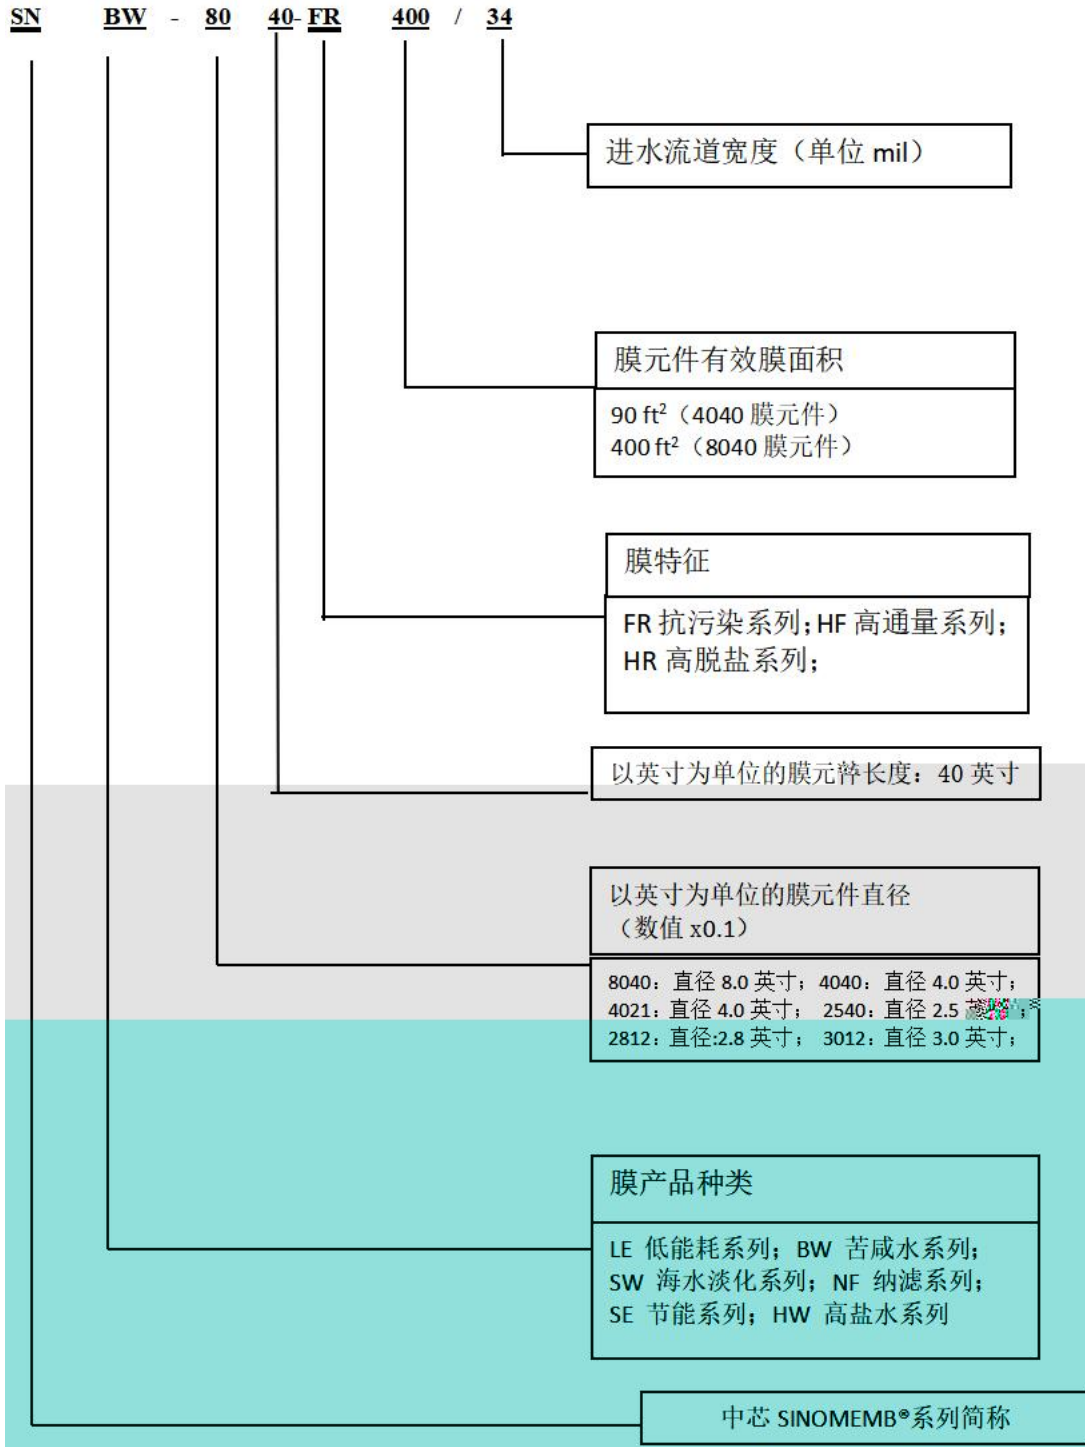 SN BW - 80 40- FR 400 / 34
进水流道宽度（单位 mil）
膜元件有效膜面积
90 ft²（4040 膜元件）
400 ft²（8040 膜元件）
膜特征
FR 抗污染系列；HF 高通量系列；
HR 高脱盐系列；
以英寸为单位的膜元 长度：40 英寸
以英寸为单位的膜元件直径
（数值 x0.1）
8040：直径 8.0 英寸；4040：直径 4.0 英寸；
4021：直径 4.0 英寸； 2540：直径 2.5
2812：直径:2.8 英寸； 3012：直径 3.0 英寸；
膜产品种类
LE 低能耗系列；BW 苦咸水系列；
SW 海水淡化系列；NF 纳滤系列；
SE 节能系列；HW 高盐水系列
中芯 SINOMEMB®系列简称